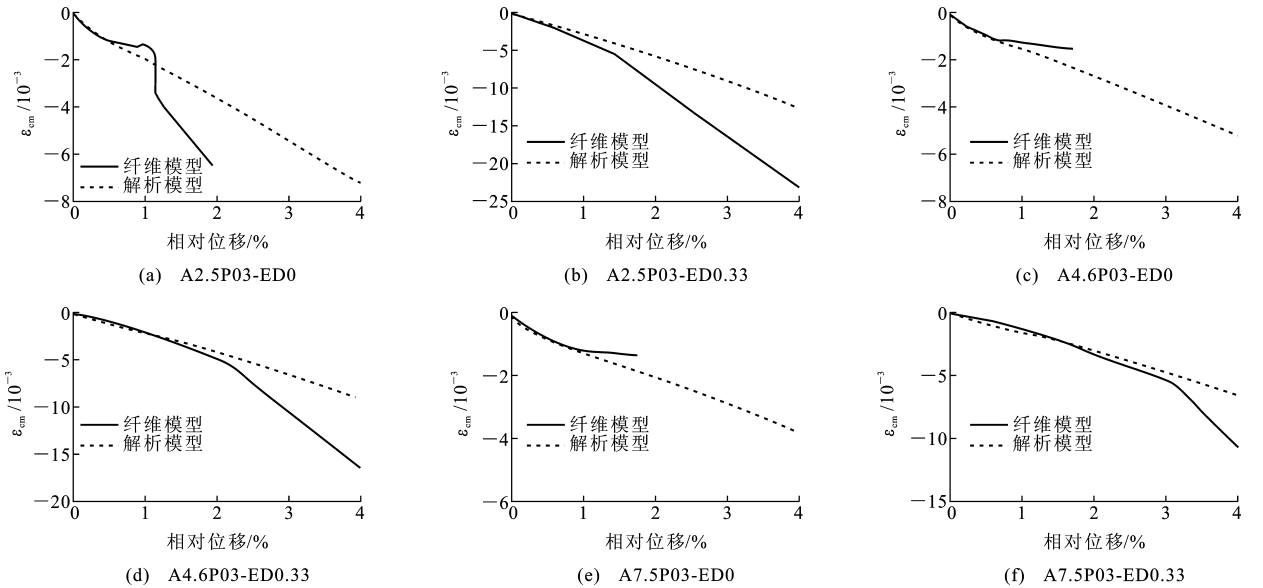 0
−2
−4
−6
−8
εcm /10−3
纤维模型
解析模型
0 1 2 3 4
相对位移/%
(a) A2.5P03-ED0
0
−5
−10
−15
−20
−25
εcm /10−3
纤维模型
解析模型
0 1 2 3 4
相对位移/%
(b) A2.5P03-ED0.33
0
−2
−4
−6
−8
εcm /10−3
纤维模型
解析模型
0 1 2 3 4
相对位移/%
(c) A4.6P03-ED0
0
−5
−10
−15
−20
εcm /10−3
纤维模型
解析模型
0 1 2 3 4
相对位移/%
(d) A4.6P03-ED0.33
0
−2
−4
−6
εcm /10−3
纤维模型
解析模型
0 1 2 3 4
相对位移/%
(e) A7.5P03-ED0
0
−5
−10
−15
εcm /10−3
纤维模型
解析模型
0 1 2 3 4
相对位移/%
(f) A7.5P03-ED0.33